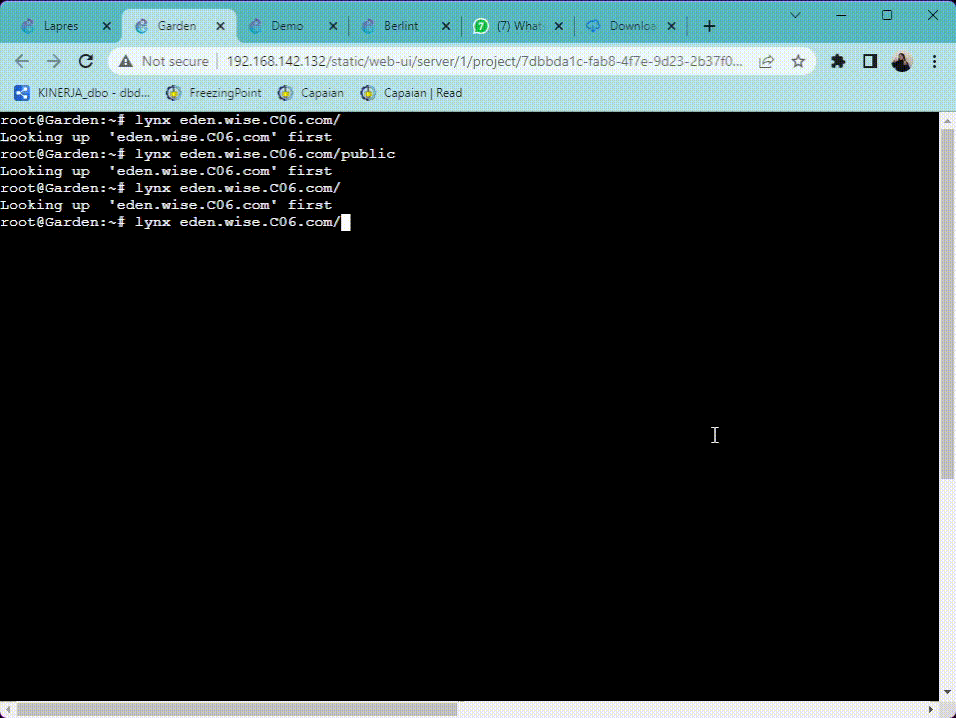 Lapres Garden Demo Berlint (7) What Downloa
Not secure 192.168.142.132/static/web-ui/server/1/project/7dbbda1c-fab8-4f7e-9d23-2b37f0...
KINERJA_dbo - dbd... FreezingPoint Capaian Capaian | Read
root@Garden:~# lynx eden.wise.C06.com/
Looking up  'eden.wise.C06.com' first
root@Garden:~# lynx eden.wise.C06.com/public
Looking up  'eden.wise.C06.com' first
root@Garden:~# lynx eden.wise.C06.com/
Looking up  'eden.wise.C06.com' first
root@Garden:~# lynx eden.wise.C06.com/